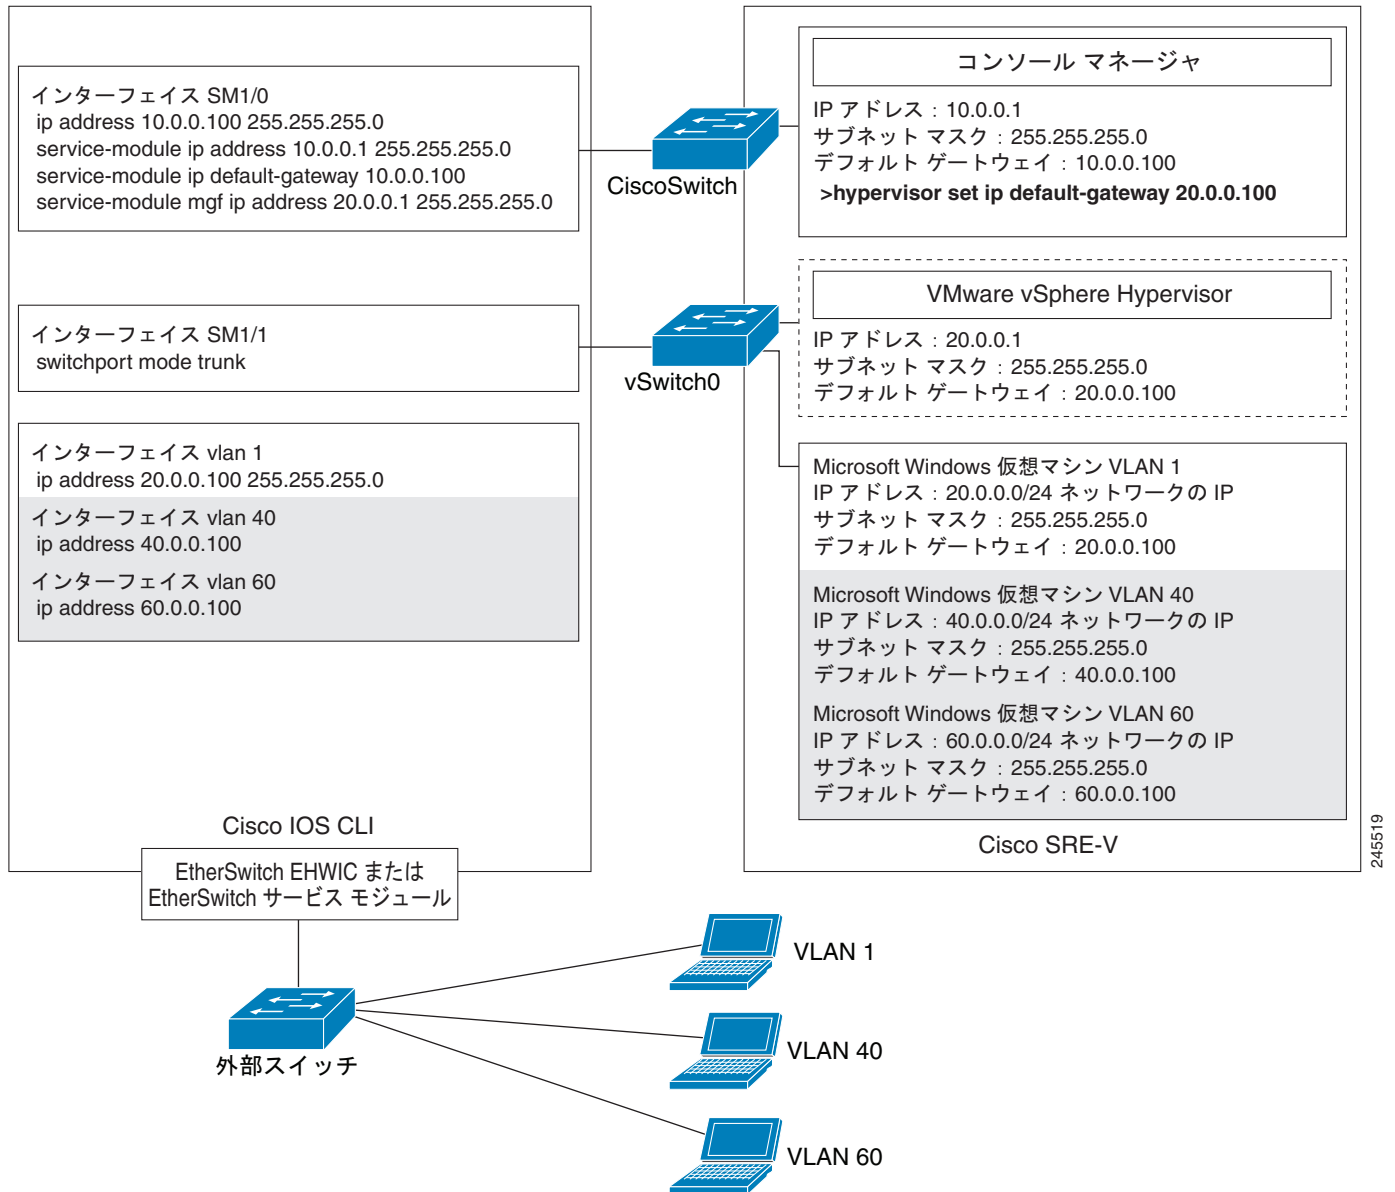 インターフェイス SM1/0
ip address 10.0.0.100 255.255.255.0
service-module ip address 10.0.0.1 255.255.255.0
service-module ip default-gateway 10.0.0.100
service-module mgf ip address 20.0.0.1 255.255.255.0
CiscoSwitch
コンソール マネージャ
IP アドレス : 10.0.0.1
サブネット マスク : 255.255.255.0
デフォルト ゲートウェイ : 10.0.0.100
>hypervisor set ip default-gateway 20.0.0.100
インターフェイス SM1/1
switchport mode trunk
vSwitch0
VMware vSphere Hypervisor
IP アドレス : 20.0.0.1
サブネット マスク : 255.255.255.0
デフォルト ゲートウェイ : 20.0.0.100
インターフェイス vlan 1
ip address 20.0.0.100 255.255.255.0
インターフェイス vlan 40
ip address 40.0.0.100
インターフェイス vlan 60
ip address 60.0.0.100
Microsoft Windows 仮想マシン VLAN 1
IP アドレス : 20.0.0.0/24 ネットワークの IP
サブネット マスク : 255.255.255.0
デフォルト ゲートウェイ : 20.0.0.100
Microsoft Windows 仮想マシン VLAN 40
IP アドレス : 40.0.0.0/24 ネットワークの IP
サブネット マスク : 255.255.255.0
デフォルト ゲートウェイ : 40.0.0.100
Microsoft Windows 仮想マシン VLAN 60
IP アドレス : 60.0.0.0/24 ネットワークの IP
サブネット マスク : 255.255.255.0
デフォルト ゲートウェイ : 60.0.0.100
Cisco IOS CLI
Cisco SRE-V
245519
EtherSwitch EHWIC または
EtherSwitch サービス モジュール
外部スイッチ
VLAN 1
VLAN 40
VLAN 60